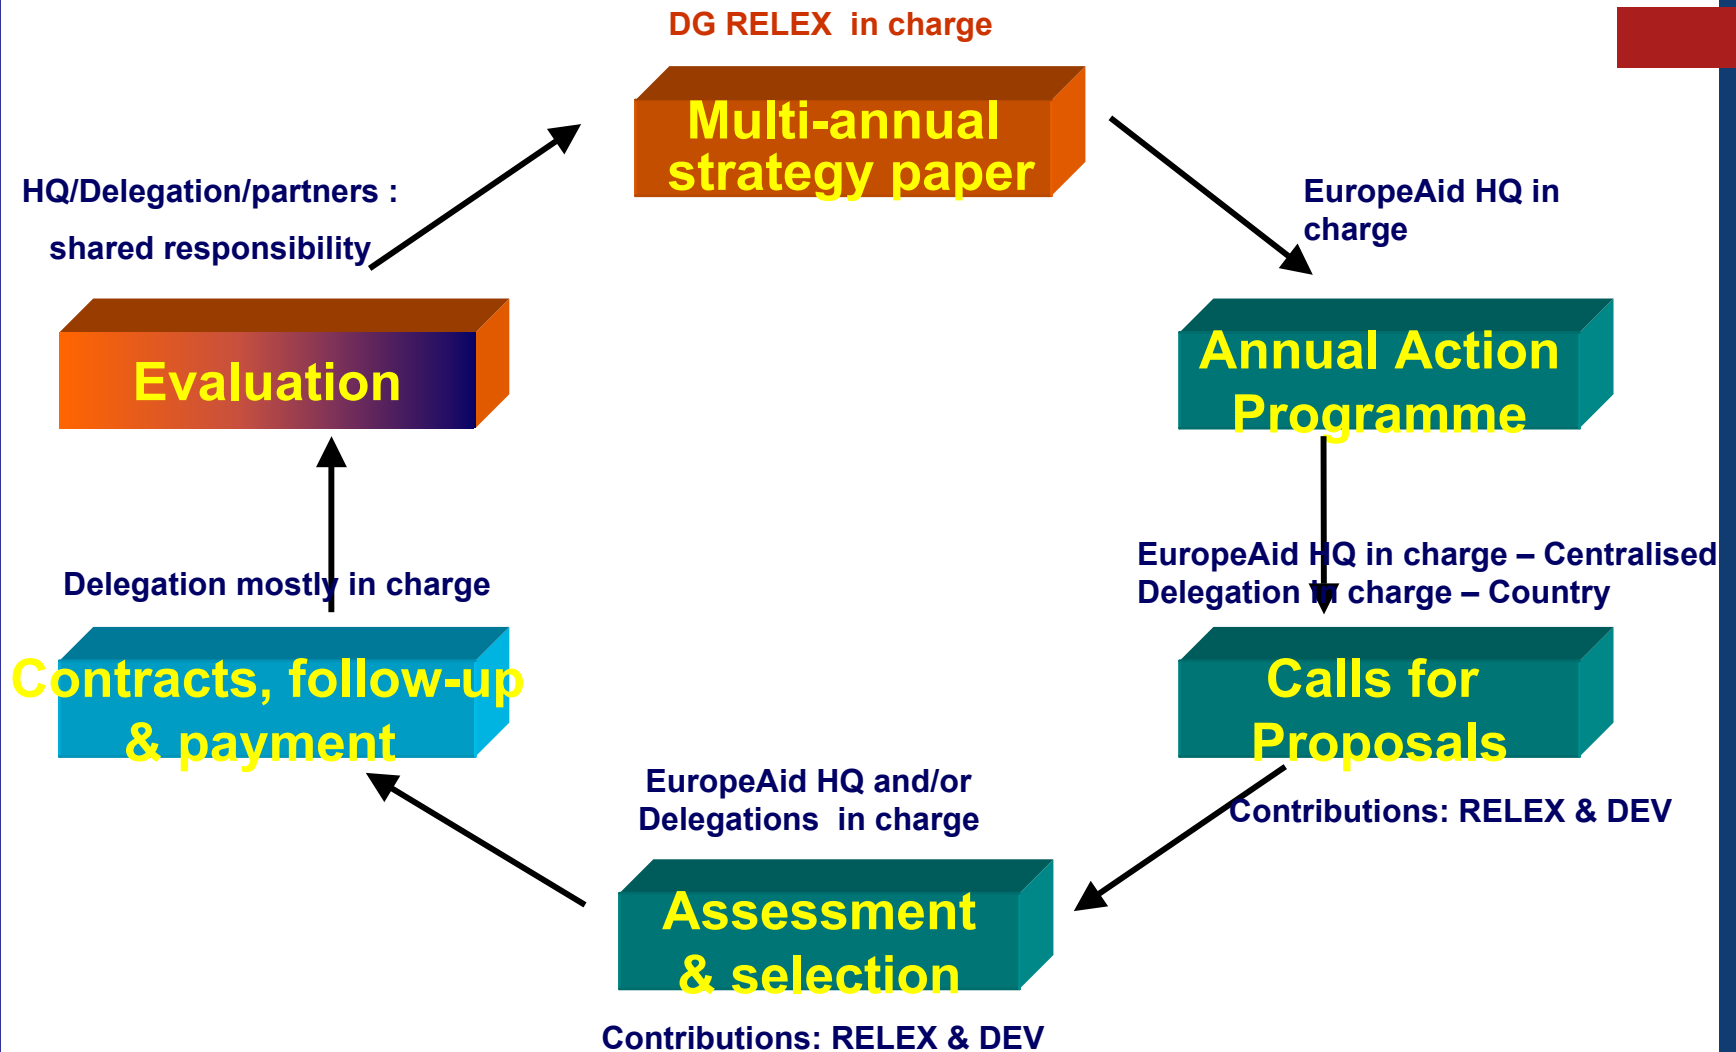 DG RELEX in charge
Multi-annual
strategy paper
EuropeAid HQ in
charge
Annual Action
Programme
EuropeAid HQ in charge – Centralised
Delegation in charge – Country
Calls for
Proposals
Contributions: RELEX & DEV
EuropeAid HQ and/or
Delegations in charge
Assessment
& selection
Contributions: RELEX & DEV
Delegation mostly in charge
Contracts, follow-up
& payment
HQ/Delegation/partners :
shared responsibility
Evaluation